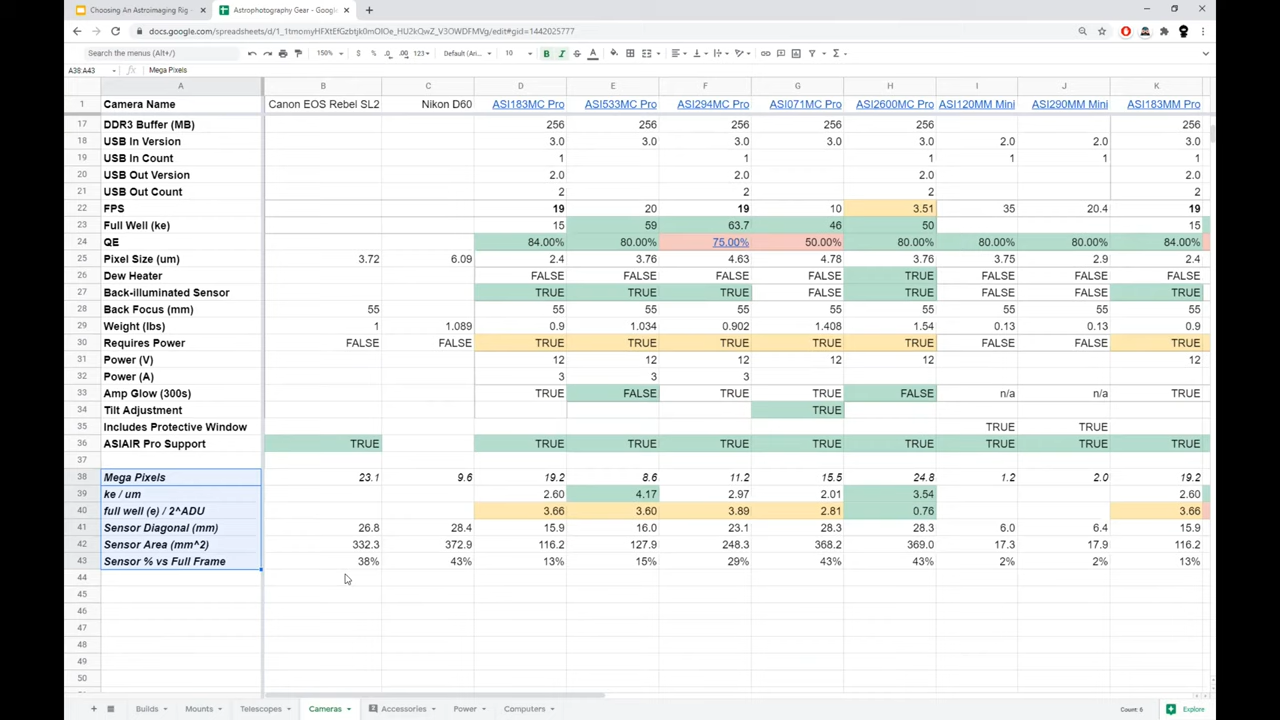 Choosing An Astroimaging Rig - × Astrophotography Gear - Google × +
docs.google.com/spreadsheets/d/
Search the menus (Alt+/) 150% $ % .0 .00 123 Default (Ari... 10 B I S A
A38:A43 fx Mega Pixels
A B C D E F G H I J K
1 Camera Name Canon EOS Rebel SL2 Nikon D60 ASI183MC Pro ASI533MC Pro ASI294MC Pro ASI071MC Pro ASI2600MC Pro ASI120MM Mini ASI290MM Mini ASI183MM Pro
17 DDR3 Buffer (MB) 256 256 256 256 256 256
18 USB In Version 3.0 3.0 3.0 3.0 3.0 2.0 2.0 3.0
19 USB In Count 1 1 1 1 1 1
20 USB Out Version 2.0 2.0 2.0 2.0
21 USB Out Count 2 2 2 2
22 FPS 19 20 19 10 3.51 35 20.4 19
23 Full Well (ke) 15 59 63.7 46 50 15
24 QE 84.00% 80.00% 75.00% 50.00% 80.00% 80.00% 80.00% 84.00%
25 Pixel Size (um) 3.72 6.09 2.4 3.76 4.63 4.78 3.76 3.75 2.9 2.4
26 Dew Heater FALSE FALSE FALSE FALSE TRUE FALSE FALSE FALSE
27 Back-illuminated Sensor TRUE TRUE TRUE FALSE TRUE FALSE FALSE TRUE
28 Back Focus (mm) 55 55 55 55 55 55 55 55 55
29 Weight (lbs) 1 1.089 0.9 1.034 0.902 1.408 1.54 0.13 0.13 0.9
30 Requires Power FALSE FALSE TRUE TRUE TRUE TRUE TRUE FALSE FALSE TRUE
31 Power (V) 12 12 12 12 12 12
32 Power (A) 3 3 3
33 Amp Glow (300s) TRUE FALSE TRUE TRUE FALSE n/a n/a TRUE
34 Tilt Adjustment TRUE
35 Includes Protective Window TRUE TRUE
36 ASIAIR Pro Support TRUE TRUE TRUE TRUE TRUE TRUE TRUE TRUE TRUE
37
38 Mega Pixels 23.1 9.6 19.2 8.6 11.2 15.5 24.8 1.2 2.0 19.2
39 ke / um 2.60 4.17 2.97 2.01 3.54 2.60
40 full well (e) / 2^ADU 3.66 3.60 3.89 2.81 0.76 3.66
41 Sensor Diagonal (mm) 26.8 28.4 15.9 16.0 23.1 28.3 28.3 6.0 6.4 15.9
42 Sensor Area (mm^2) 332.3 372.9 116.2 127.9 248.3 368.2 369.0 17.3 17.9 116.2
43 Sensor % vs Full Frame 38% 43% 13% 15% 29% 43% 43% 2% 2% 13%
44
45
46
47
48
49
50
+ Builds Mounts Telescopes Cameras Accessories Power Computers Count: 6 Explore